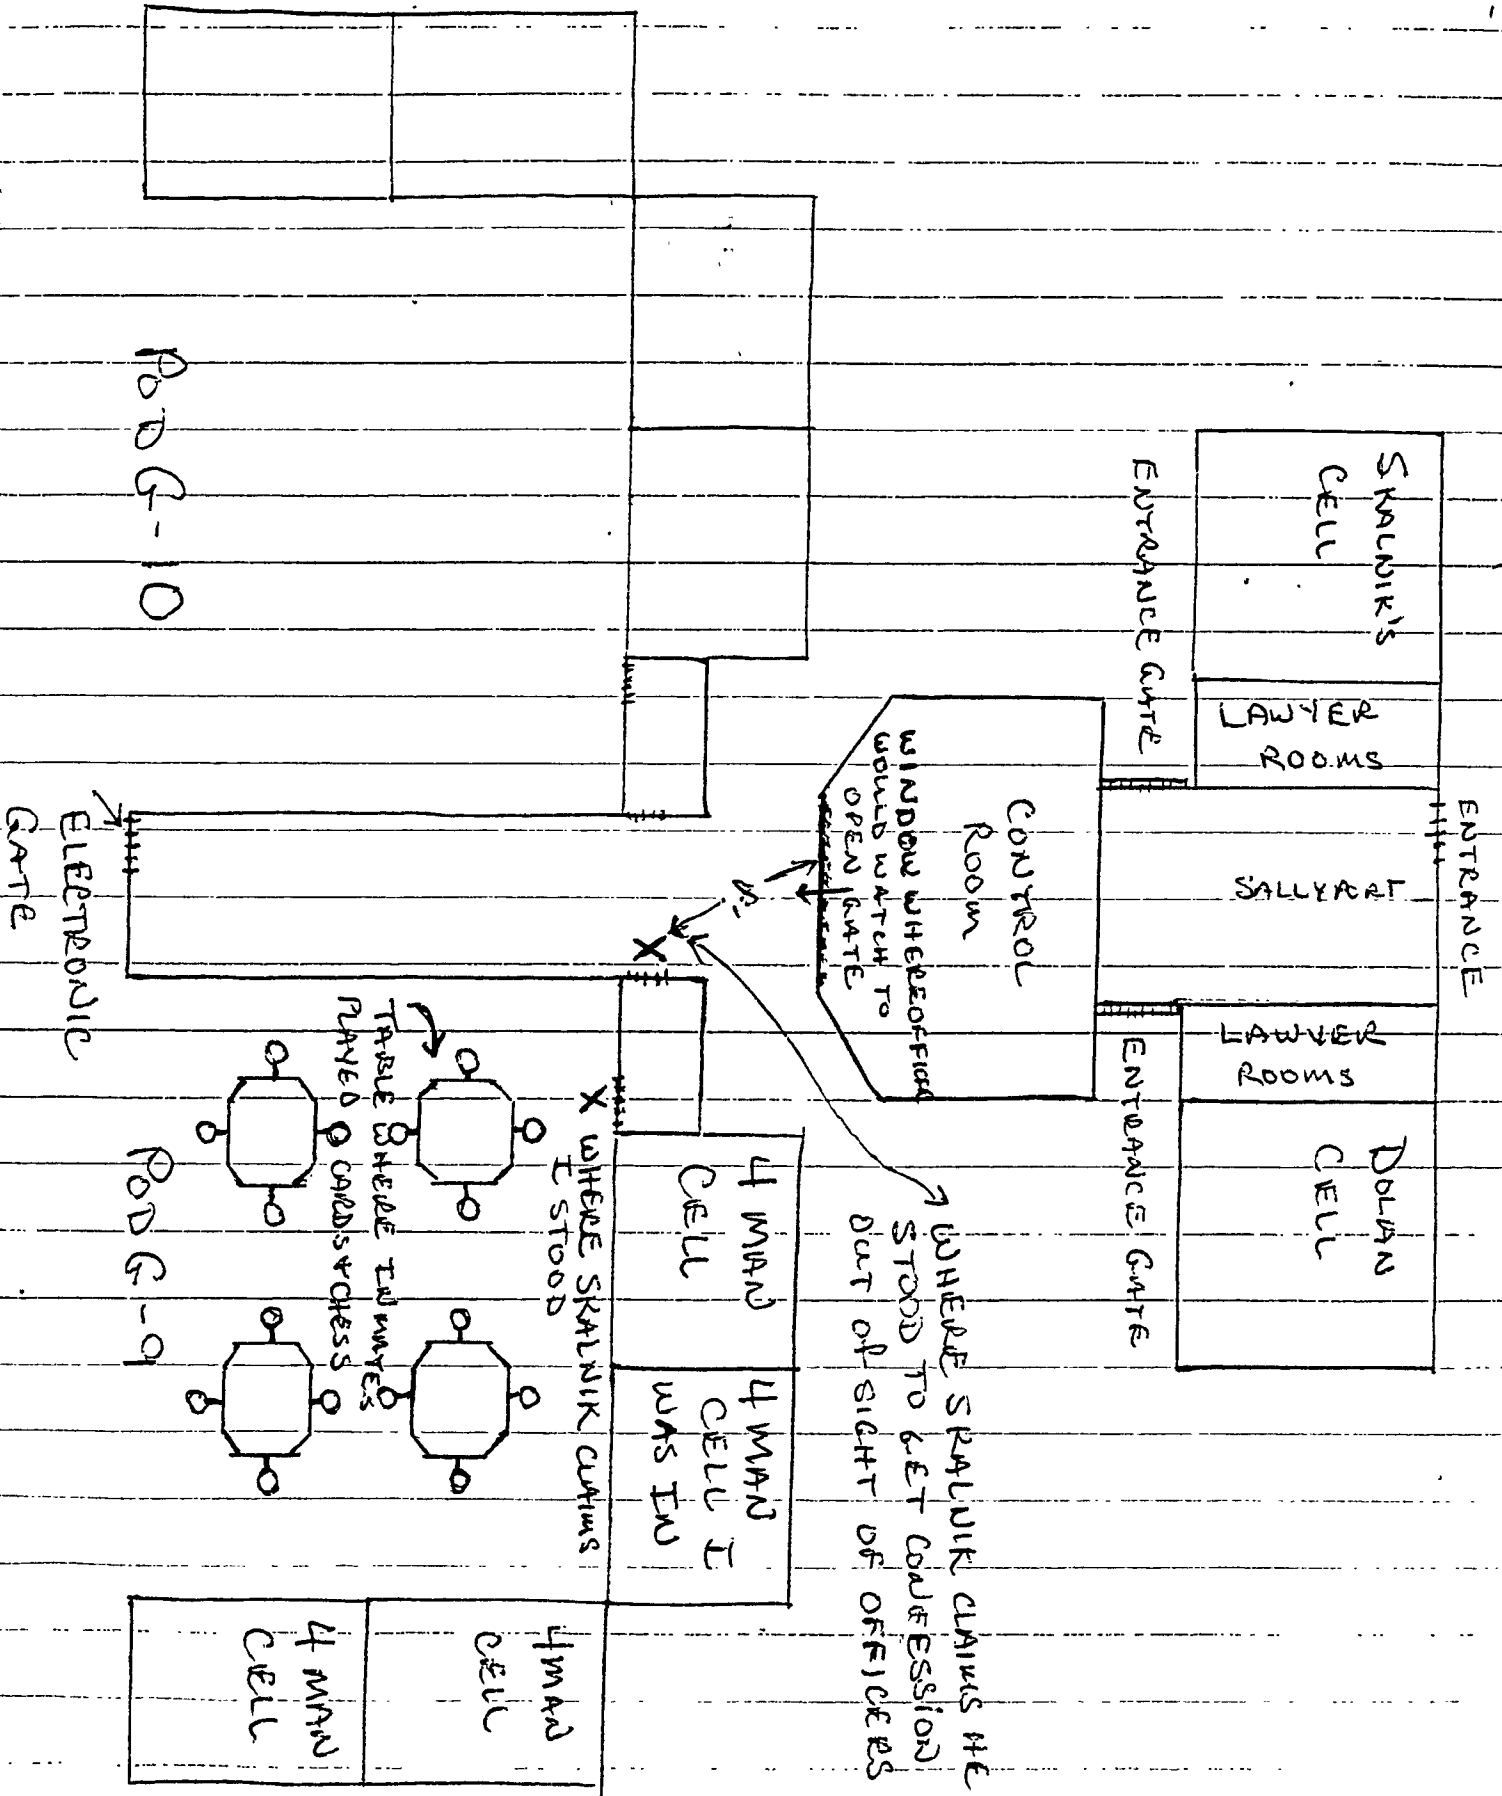 ENTRANCE
SKALNIK'S
CELL
LAWYER
ROOMS
SALLYPORT
LAWYER
ROOMS
DOLAN
CELL
ENTRANCE GATE
ENTRANCE GATE
CONTROL
ROOM
WINDOW WHERE OFFICER
WOULD WATCH TO
OPEN GATE
WHERE SKALNIK CLAIMS HE
STOOD TO GET CONFESSION
OUT OF SIGHT OF OFFICERS
4 MAN
CELL
4 MAN
CELL I
WAS IN
X
X WHERE SKALNIK CLAIMS
I STOOD
4 MAN
CELL
4 MAN
CELL
TABLE WHERE INMATES
PLAYED CARDS & CHESS
POD G-10
POD G-9
ELECTRONIC
GATE